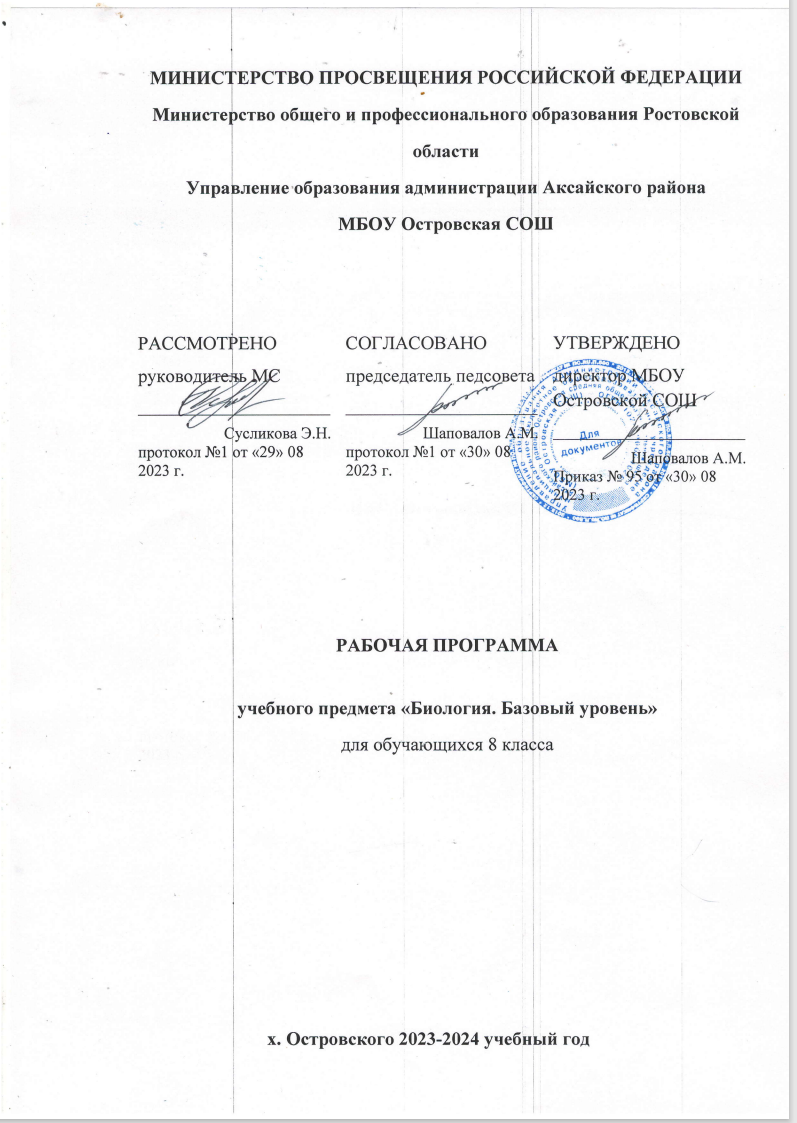 МИНИСТЕРСТВО ПРОСВЕЩЕНИЯ РОССИЙСКОЙ ФЕДЕРАЦИИ
Министерство общего и профессионального образования Ростовской
области
Управление образования администрации Аксайского района
МБОУ Островская СОШ
РАССМОТРЕНО
руководитель МС
Сусликова Э.Н.
протокол №1 от «29» 08
2023 г.
СОГЛАСОВАНО
председатель педсовета
Шаповалов А.М.
протокол №1 от «30» 08
2023 г.
УТВЕРЖДЕНО
директор МБОУ
Островской СОШ
Шаповалов А.М.
Приказ № 95 от «30» 08
2023 г.
Для
документов
РАБОЧАЯ ПРОГРАММА
учебного предмета «Биология. Базовый уровень»
для обучающихся 8 класса
х. Островского 2023-2024 учебный год